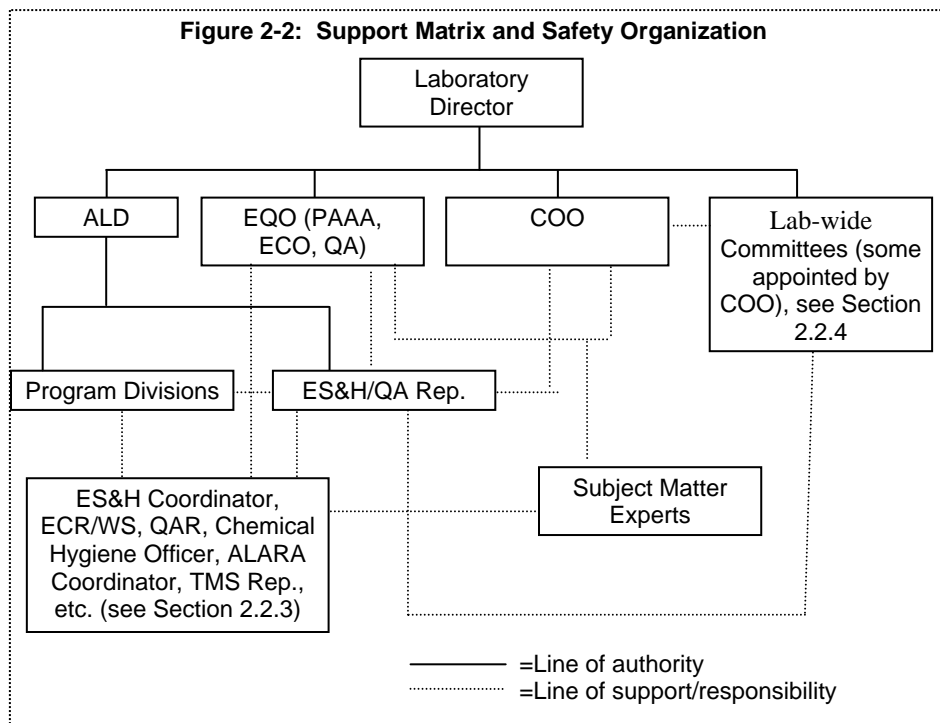 Figure 2-2: Support Matrix and Safety Organization
Laboratory
Director
ALD
EQO (PAAA,
ECO, QA)
COO
Lab-wide
Committees (some
appointed by
COO), see Section
2.2.4
Program Divisions
ES&H/QA Rep.
ES&H Coordinator,
ECR/WS, QAR, Chemical
Hygiene Officer, ALARA
Coordinator, TMS Rep.,
etc. (see Section 2.2.3)
Subject Matter
Experts
=Line of authority
=Line of support/responsibility